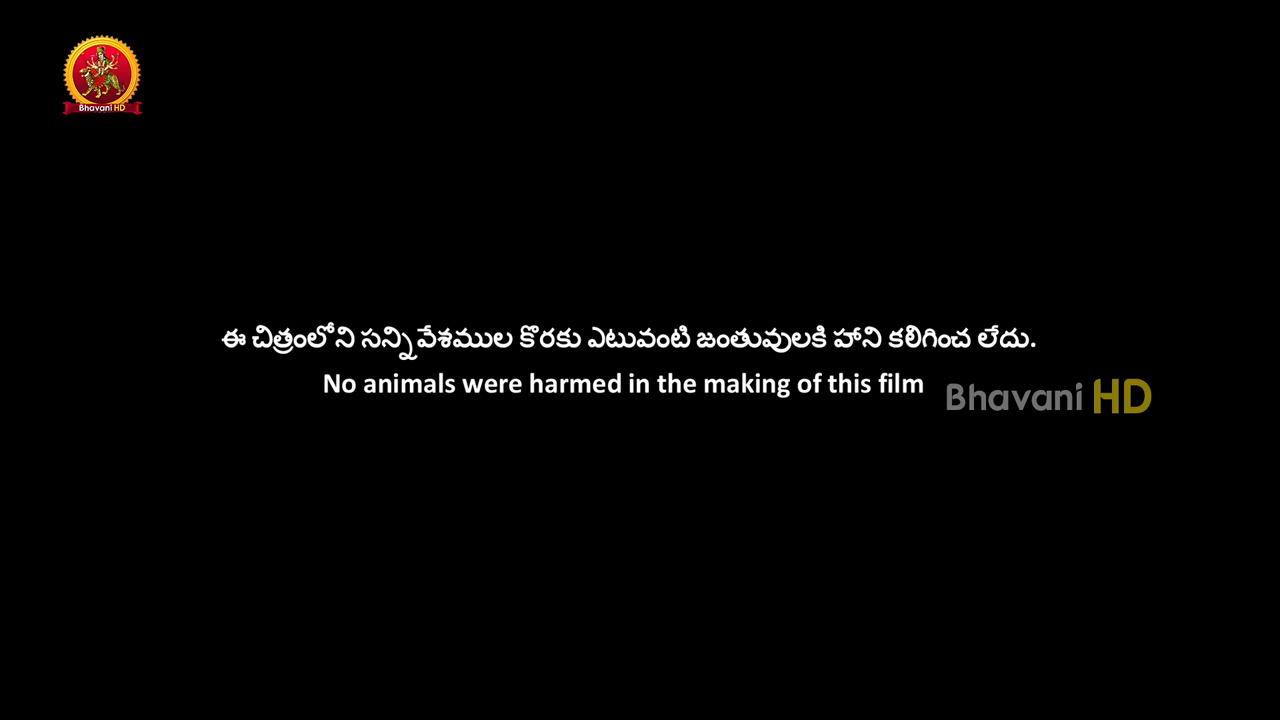 Bhavani HD
ఈ చిత్రంలోని సన్నివేశముల కొరకు ఎటువంటి జంతువులకి హాని కలిగించ లేదు.
No animals were harmed in the making of this film
Bhavani HD